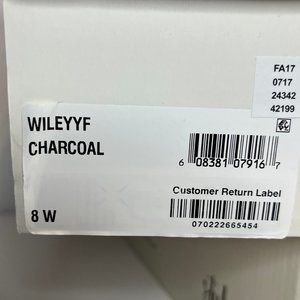 FA17
0717
24342
42199
WILEYYF
CHARCOAL
6 08381 07916 7
Customer Return Label
8 W
070222665454